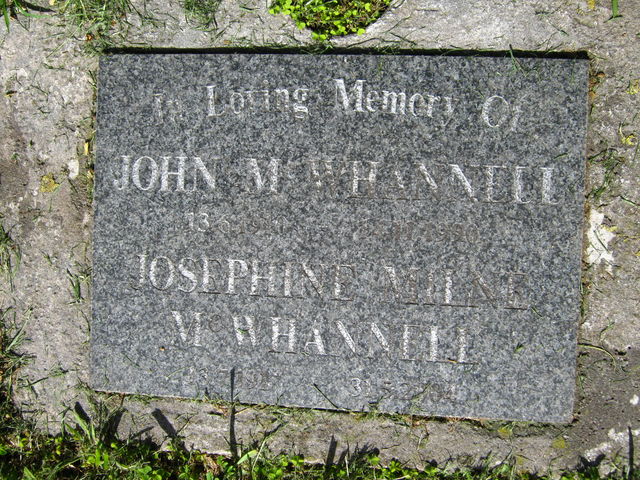 In Loving Memory Of
JOHN McWHANNELL
JOSEPHINE MILNE
McWHANNELL